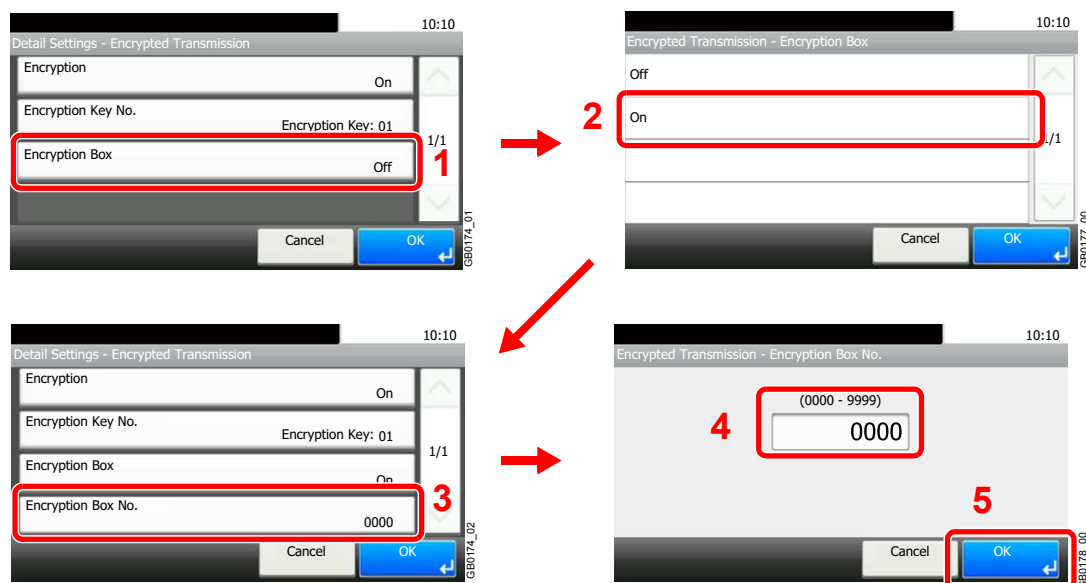 10:10
Detail Settings - Encrypted Transmission
Encryption
On
Encryption Key No.
Encryption Key: 01
Encryption Box
Off
1/1
1
Cancel
OK
GB0174_01
10:10
Encrypted Transmission - Encryption Box
Off
2
On
1/1
Cancel
OK
GB0177_00
10:10
Detail Settings - Encrypted Transmission
Encryption
On
Encryption Key No.
Encryption Key: 01
1/1
Encryption Box
On
Encryption Box No.
0000
3
Cancel
OK
GB0174_02
10:10
Encrypted Transmission - Encryption Box No.
(0000 - 9999)
4
0000
5
Cancel
OK
GB0178_00